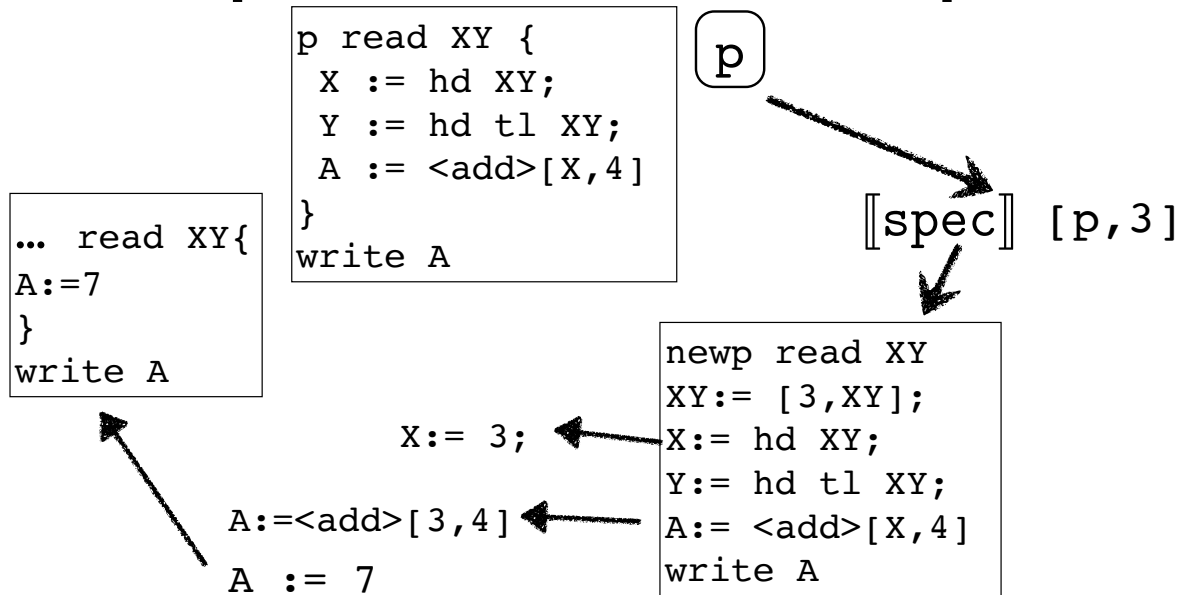 p read XY {
X := hd XY;
Y := hd tl XY;
A := <add>[X,4]
}
write A
p
⟦spec⟧ [p,3]
… read XY{
A:=7
}
write A
newp read XY
XY:= [3,XY];
X:= hd XY;
Y:= hd tl XY;
A:= <add>[X,4]
write A
X:= 3;
A:=<add>[3,4]
A := 7